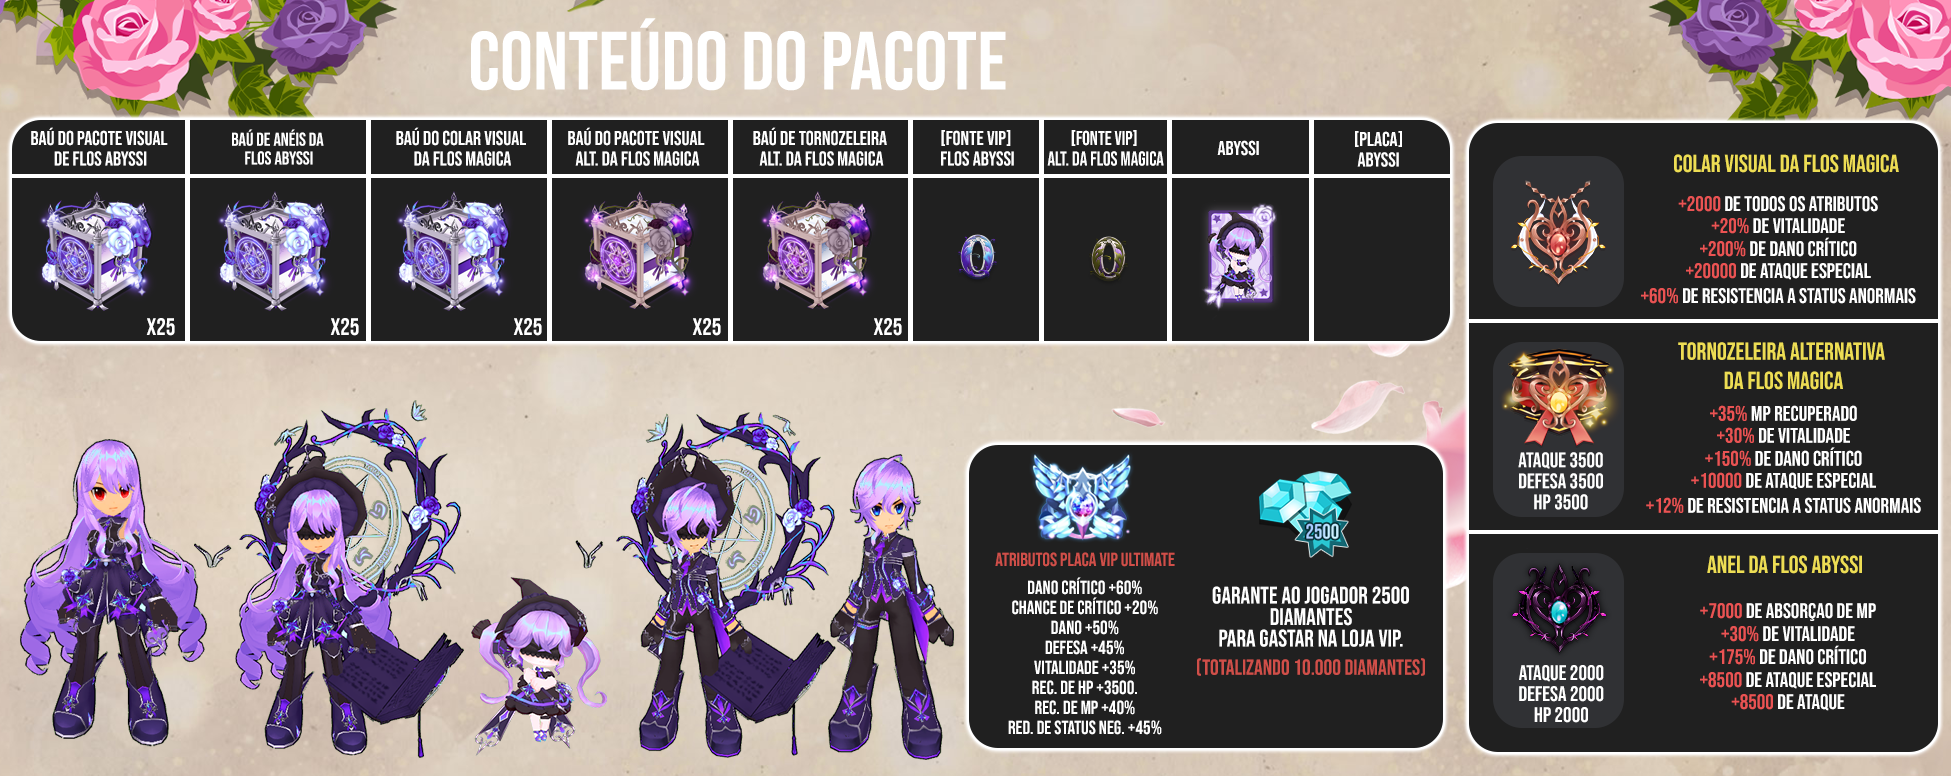 CONTEÚDO DO PACOTE
BAÚ DO PACOTE VISUAL
DE FLOS ABYSSI
X25
BAÚ DE ANÉIS DA
FLOS ABYSSI
X25
BAÚ DO COLAR VISUAL
DA FLOS MAGICA
X25
BAÚ DO PACOTE VISUAL
ALT. DA FLOS MAGICA
X25
BAÚ DE TORNOZELEIRA
ALT. DA FLOS MAGICA
X25
[FONTE VIP]
FLOS ABYSSI
0
[FONTE VIP]
ALT. DA FLOS MAGICA
0
ABYSSI
[PLACA]
ABYSSI
COLAR VISUAL DA FLOS MAGICA
+2000 DE TODOS OS ATRIBUTOS
+20% DE VITALIDADE
+200% DE DANO CRÍTICO
+20000 DE ATAQUE ESPECIAL
+60% DE RESISTENCIA A STATUS ANORMAIS
TORNOZELEIRA ALTERNATIVA
DA FLOS MAGICA
+35% MP RECUPERADO
+30% DE VITALIDADE
+150% DE DANO CRÍTICO
+10000 DE ATAQUE ESPECIAL
+12% DE RESISTENCIA A STATUS ANORMAIS
ATAQUE 3500
DEFESA 3500
HP 3500
ANEL DA FLOS ABYSSI
+7000 DE ABSORÇAO DE MP
+30% DE VITALIDADE
+175% DE DANO CRÍTICO
+8500 DE ATAQUE ESPECIAL
+8500 DE ATAQUE
ATAQUE 2000
DEFESA 2000
HP 2000
ATRIBUTOS PLACA VIP ULTIMATE
DANO CRÍTICO +60%
CHANCE DE CRÍTICO +20%
DANO +50%
DEFESA +45%
VITALIDADE +35%
REC. DE HP +3500.
REC. DE MP +40%
RED. DE STATUS NEG. +45%
2500
GARANTE AO JOGADOR 2500
DIAMANTES
PARA GASTAR NA LOJA VIP.
(TOTALIZANDO 10.000 DIAMANTES)